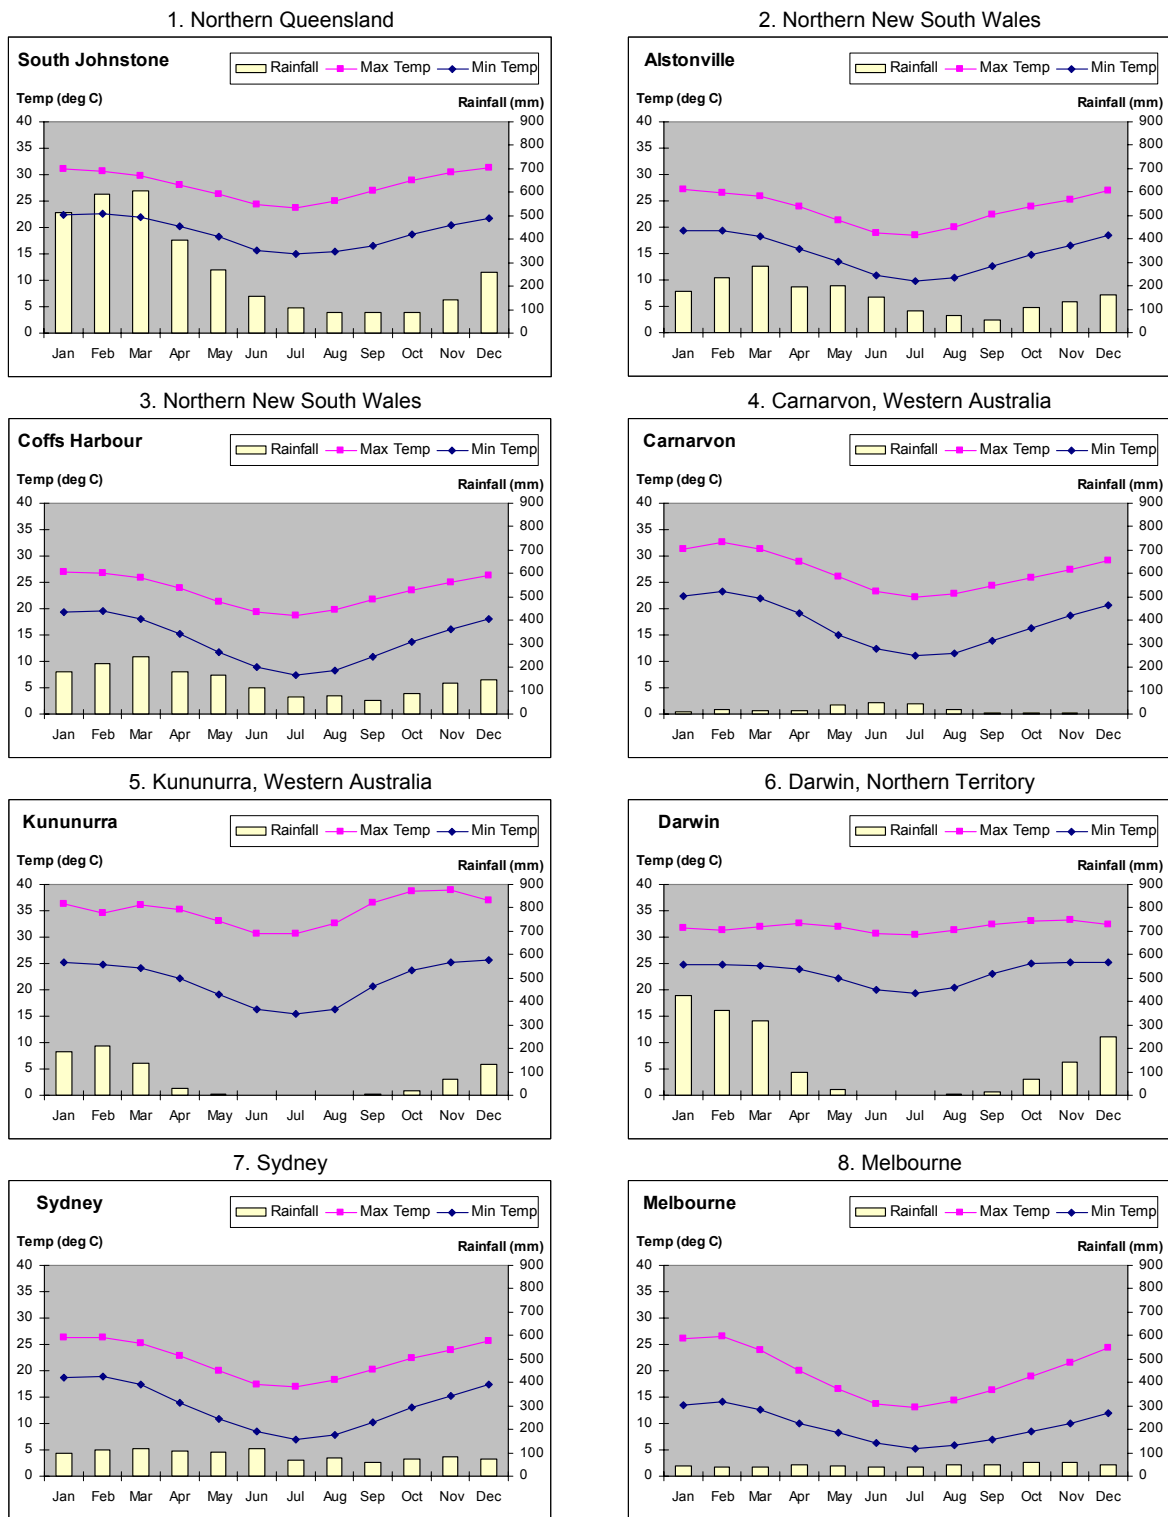 1. Northern Queensland
South Johnstone
Rainfall Max Temp Min Temp
Temp (deg C)
Rainfall (mm)
40 900
35 800
30 700
25 600
20 500
15 400
10 300
5 200
0 100
0
Jan Feb Mar Apr May Jun Jul Aug Sep Oct Nov Dec
2. Northern New South Wales
Alstonville
Rainfall Max Temp Min Temp
Temp (deg C)
Rainfall (mm)
40 900
35 800
30 700
25 600
20 500
15 400
10 300
5 200
0 100
0
Jan Feb Mar Apr May Jun Jul Aug Sep Oct Nov Dec
3. Northern New South Wales
Coffs Harbour
Rainfall Max Temp Min Temp
Temp (deg C)
Rainfall (mm)
40 900
35 800
30 700
25 600
20 500
15 400
10 300
5 200
0 100
0
Jan Feb Mar Apr May Jun Jul Aug Sep Oct Nov Dec
4. Carnarvon, Western Australia
Carnarvon
Rainfall Max Temp Min Temp
Temp (deg C)
Rainfall (mm)
40 900
35 800
30 700
25 600
20 500
15 400
10 300
5 200
0 100
0
Jan Feb Mar Apr May Jun Jul Aug Sep Oct Nov Dec
5. Kununurra, Western Australia
Kununurra
Rainfall Max Temp Min Temp
Temp (deg C)
Rainfall (mm)
40 900
35 800
30 700
25 600
20 500
15 400
10 300
5 200
0 100
0
Jan Feb Mar Apr May Jun Jul Aug Sep Oct Nov Dec
6. Darwin, Northern Territory
Darwin
Rainfall Max Temp Min Temp
Temp (deg C)
Rainfall (mm)
40 900
35 800
30 700
25 600
20 500
15 400
10 300
5 200
0 100
0
Jan Feb Mar Apr May Jun Jul Aug Sep Oct Nov Dec
7. Sydney
Sydney
Rainfall Max Temp Min Temp
Temp (deg C)
Rainfall (mm)
40 900
35 800
30 700
25 600
20 500
15 400
10 300
5 200
0 100
0
Jan Feb Mar Apr May Jun Jul Aug Sep Oct Nov Dec
8. Melbourne
Melbourne
Rainfall Max Temp Min Temp
Temp (deg C)
Rainfall (mm)
40 900
35 800
30 700
25 600
20 500
15 400
10 300
5 200
0 100
0
Jan Feb Mar Apr May Jun Jul Aug Sep Oct Nov Dec